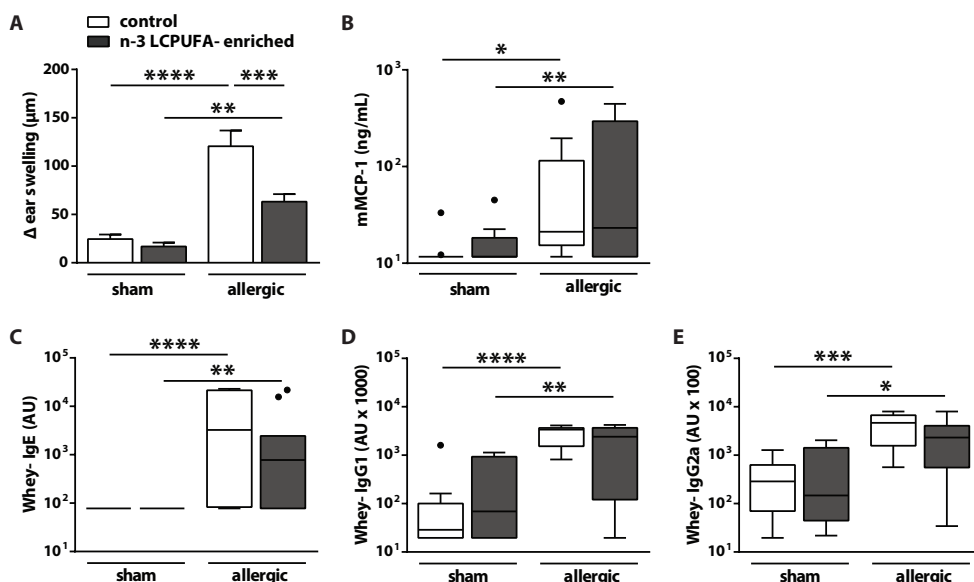 control
n-3 LCPUFA- enriched
A
Δ ear swelling (μm)
200
150
100
50
0
****
***
**
sham
allergic
B
mMCP-1 (ng/mL)
10³
10²
10¹
*
**
sham
allergic
C
Whey- IgE (AU)
10⁵
10⁴
10³
10²
10¹
****
**
sham
allergic
D
Whey- IgG1 (AU x 1000)
10⁵
10⁴
10³
10²
10¹
****
**
sham
allergic
E
Whey- IgG2a (AU x 100)
10⁵
10⁴
10³
10²
10¹
***
*
sham
allergic